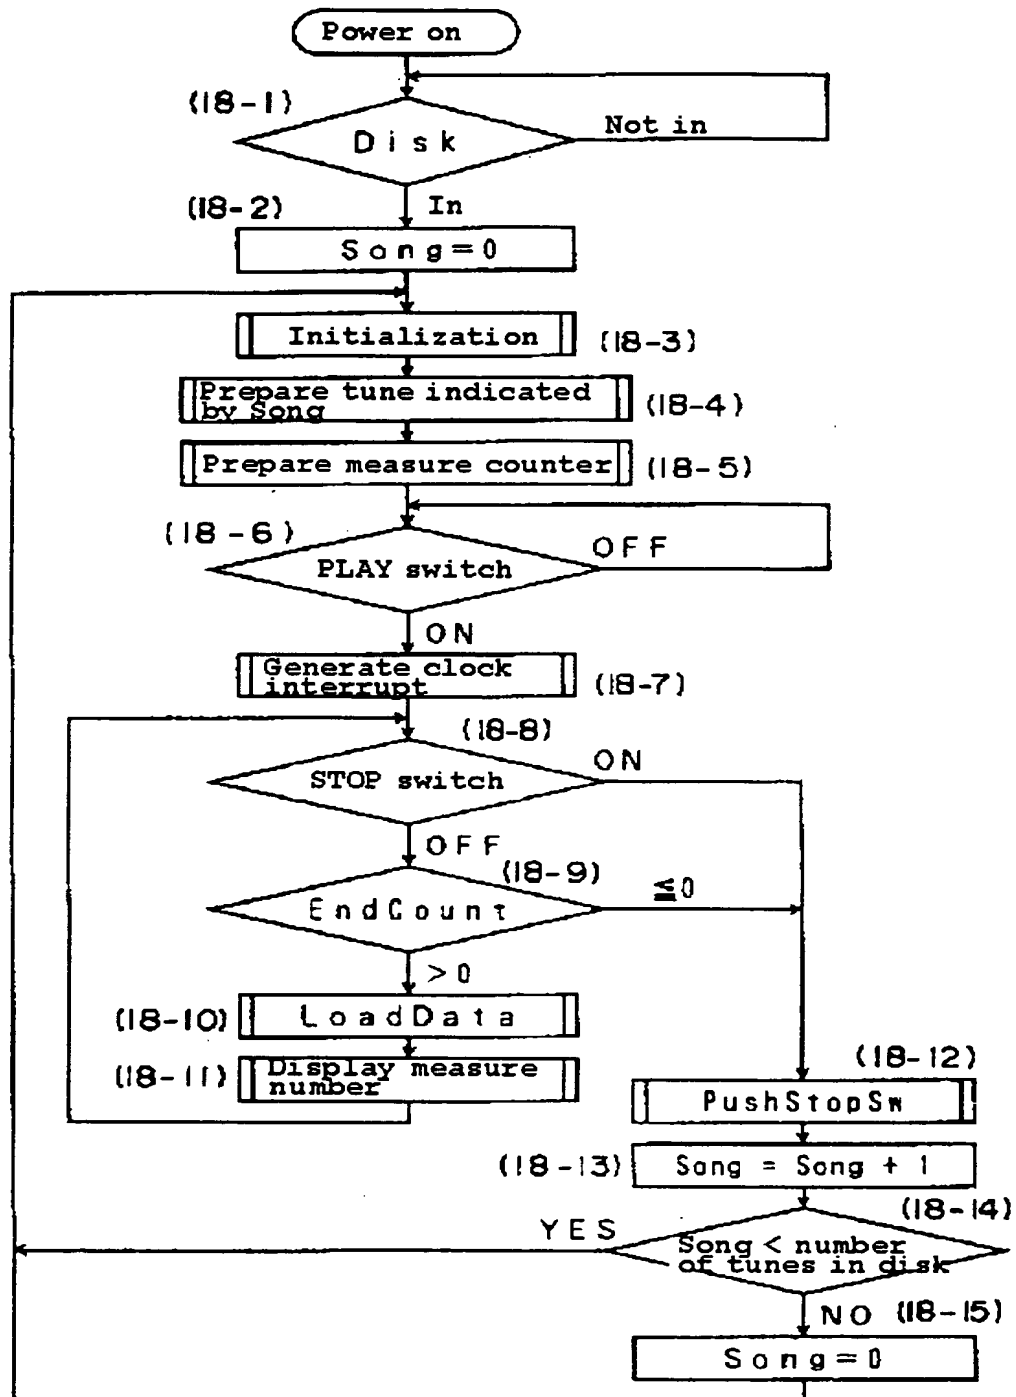 Power on
(18-1)
Disk
Not in
In
(18-2)
Song=0
Initialization
(18-3)
Prepare tune indicated
by Song
(18-4)
Prepare measure counter
(18-5)
(18-6)
PLAY switch
OFF
ON
Generate clock
interrupt
(18-7)
(18-8)
STOP switch
ON
OFF
(18-9)
EndCount
≦0
>0
(18-10)
LoadData
(18-11)
Display measure
number
(18-12)
PushStopSw
(18-13)
Song = Song + 1
(18-14)
YES
Song < number
of tunes in disk
NO
(18-15)
Song=0